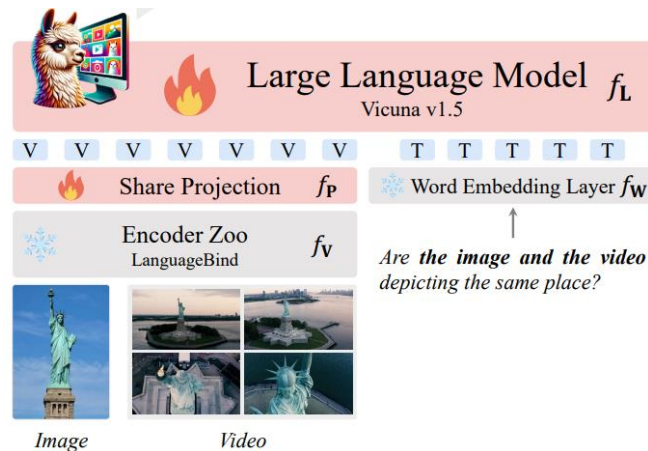 Large Language Model f_L
Vicuna v1.5
V V V V V V V T T T T T
Share Projection f_P
Word Embedding Layer f_W
Encoder Zoo f_V
LanguageBind
Are the image and the video
depicting the same place?
Image Video